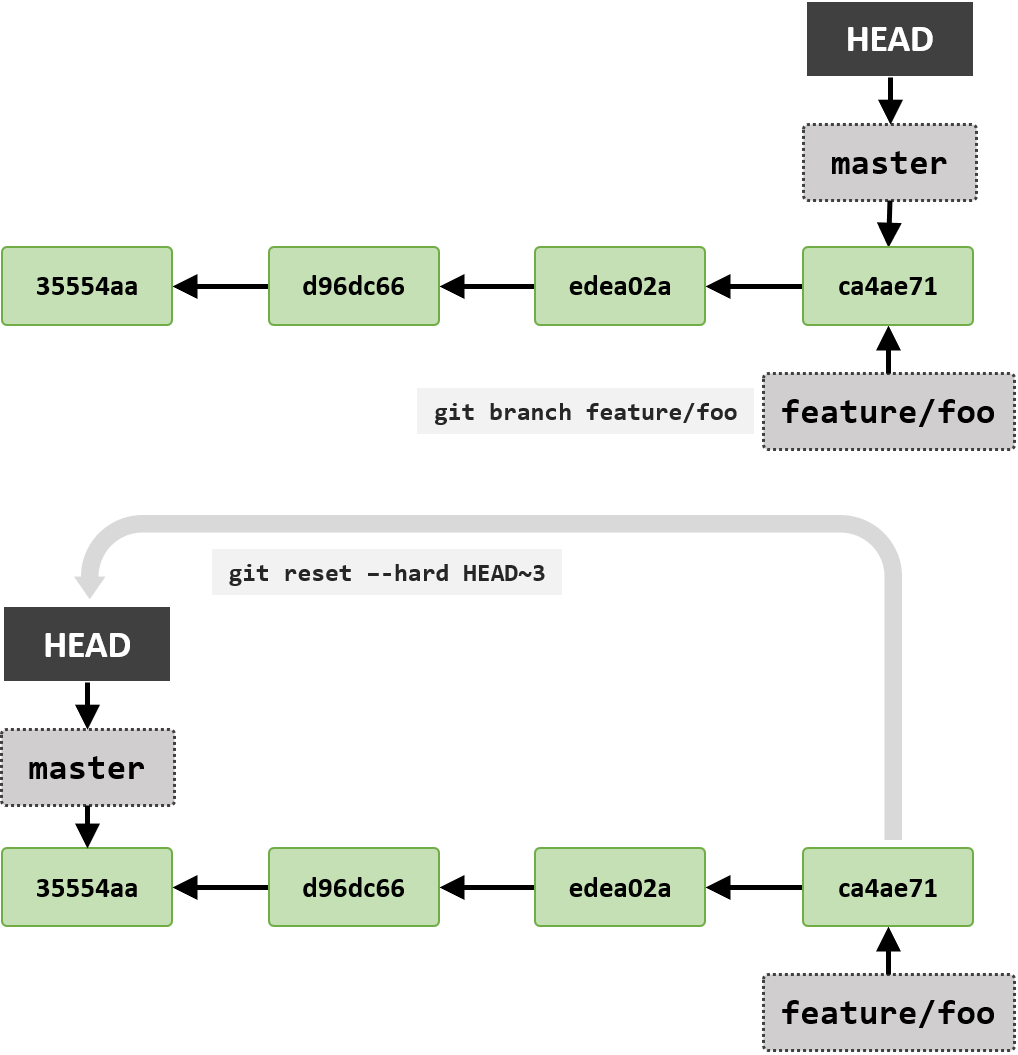 HEAD
master
35554aa
d96dc66
edea02a
ca4ae71
git branch feature/foo
feature/foo
git reset –-hard HEAD~3
HEAD
master
35554aa
d96dc66
edea02a
ca4ae71
feature/foo